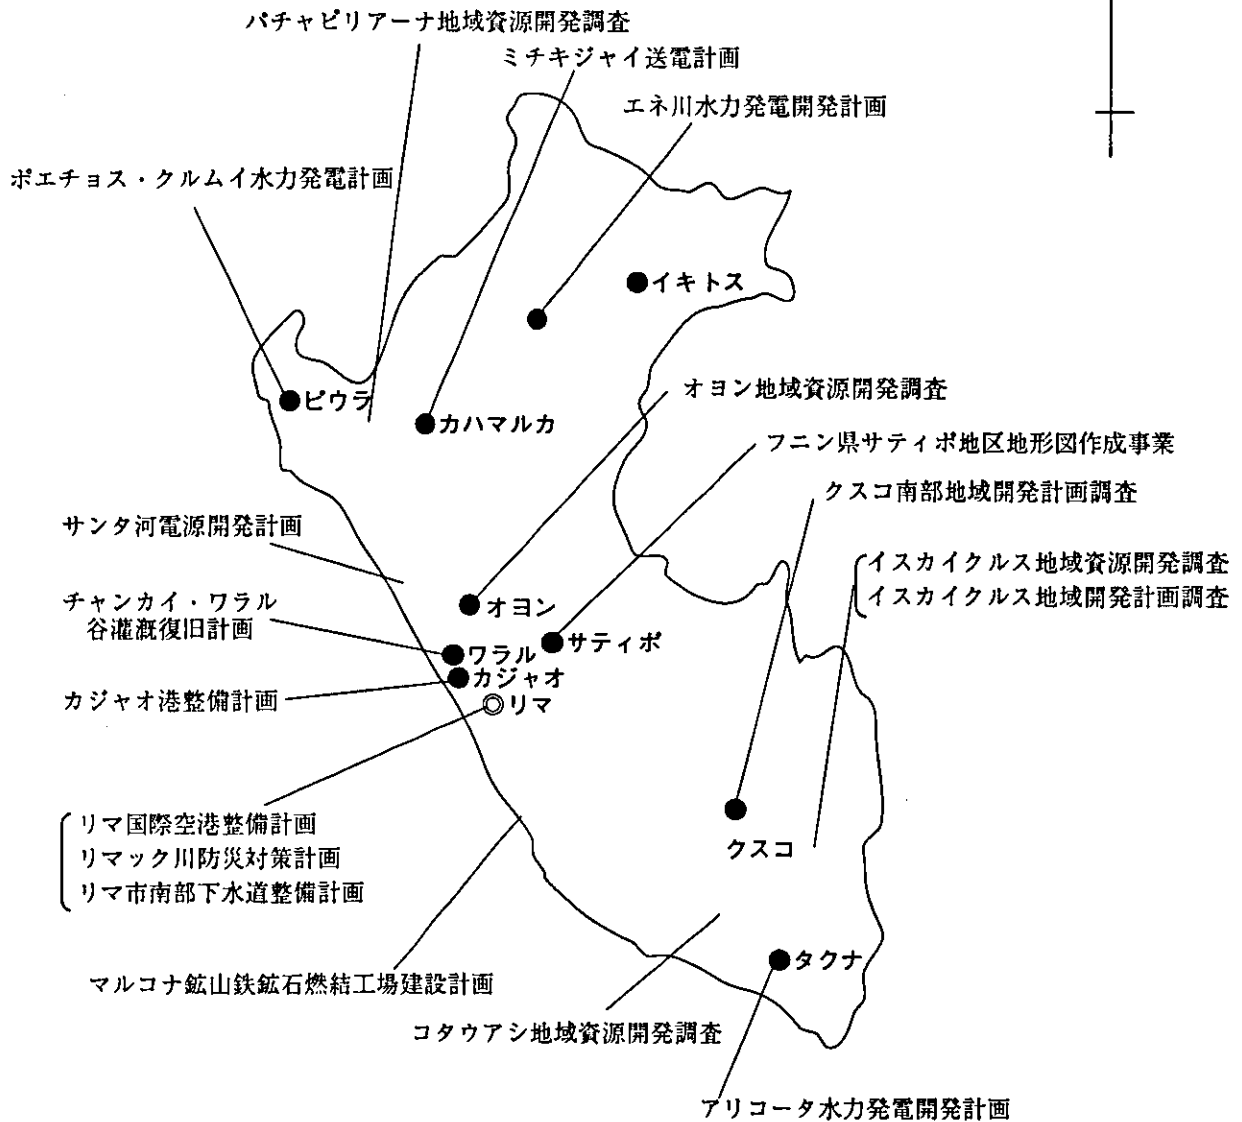 パチャピリアーナ地域資源開発調査
ミチキジャイ送電計画
エネ川水力発電開発計画
ポエチョス・クルムイ水力発電計画
イキトス
ピウラ
カハマルカ
オヨン地域資源開発調査
フニン県サティポ地区地形図作成事業
クスコ南部地域開発計画調査
サンタ河電源開発計画
イスカイクルス地域資源開発調査
イスカイクルス地域開発計画調査
チャンカイ・ワラル
谷灌漑復旧計画
オヨン
サティポ
ワラル
カジャオ
カジャオ港整備計画
リマ
リマ国際空港整備計画
リマック川防災対策計画
リマ市南部下水道整備計画
クスコ
タクナ
マルコナ鉱山鉄鉱石燃結工場建設計画
コタウアシ地域資源開発調査
アリコータ水力発電開発計画